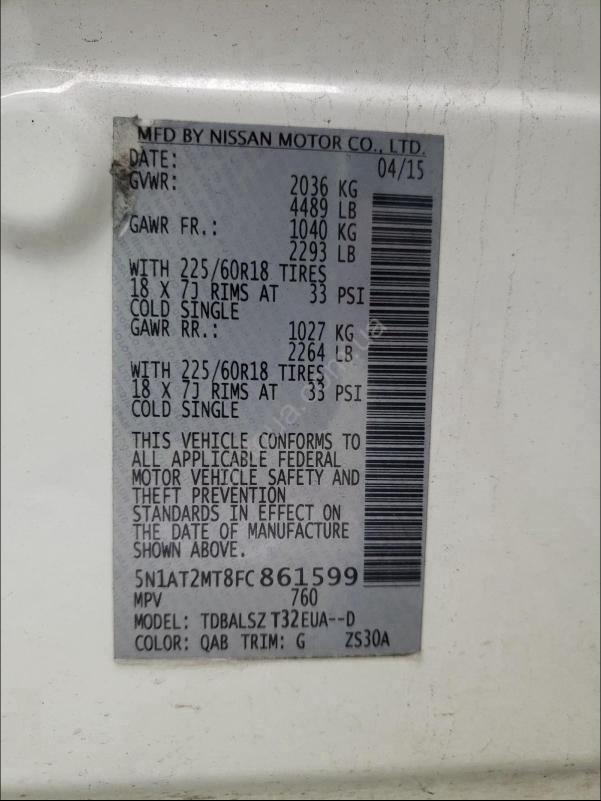 MFD BY NISSAN MOTOR CO., LTD.
DATE: 04/15
GVWR: 2036 KG
4489 LB
GAWR FR.: 1040 KG
2293 LB
WITH 225/60R18 TIRES
18 X 7J RIMS AT 33 PSI
COLD SINGLE
GAWR RR.: 1027 KG
2264 LB
WITH 225/60R18 TIRES
18 X 7J RIMS AT 33 PSI
COLD SINGLE
THIS VEHICLE CONFORMS TO
ALL APPLICABLE FEDERAL
MOTOR VEHICLE SAFETY AND
THEFT PREVENTION
STANDARDS IN EFFECT ON
THE DATE OF MANUFACTURE
SHOWN ABOVE.
5N1AT2MT8FC861599
MPV 760
MODEL: TDBALSZ T32EUA--D
COLOR: QAB TRIM: G ZS30A